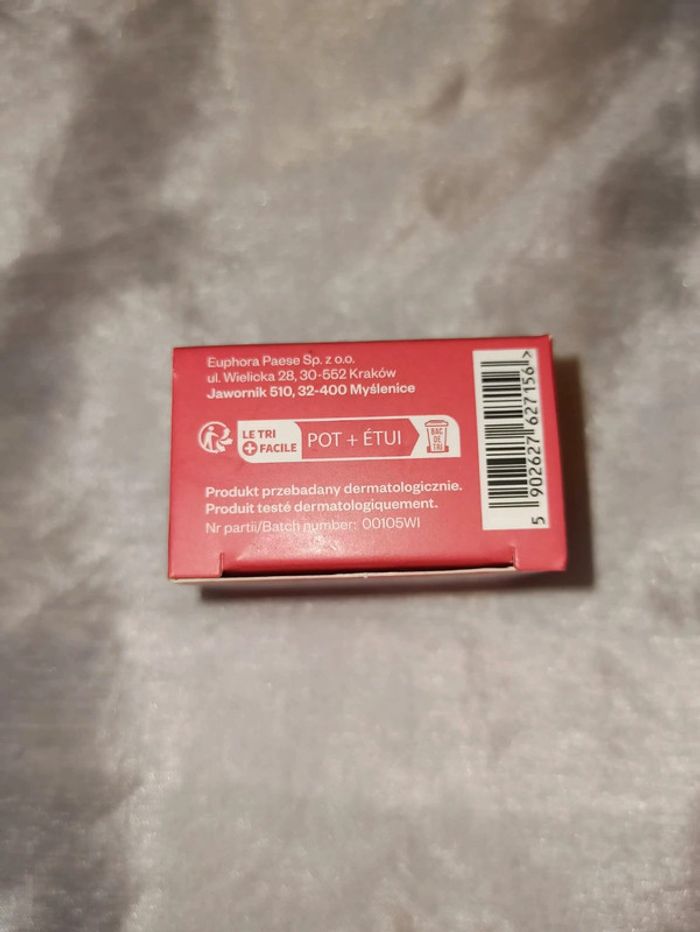 Euphora Paese Sp. z o.o.
ul. Wielicka 28, 30-552 Kraków
Jawornik 510, 32-400 Myślenice
LE TRI
+ FACILE
POT + ÉTUI
BAC
DE
TRI
Produkt przebadany dermatologicznie.
Produit testé dermatologiquement.
Nr partii/Batch number: 00105WI
5 902627 627156 >